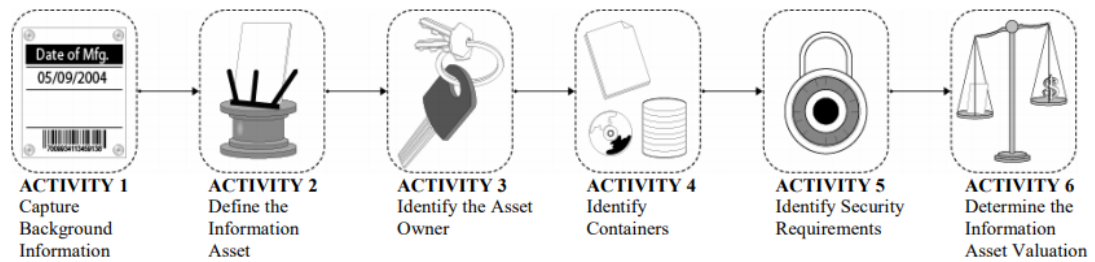 Date of Mfg.
05/09/2004
ACTIVITY 1
Capture
Background
Information
ACTIVITY 2
Define the
Information
Asset
ACTIVITY 3
Identify the Asset
Owner
ACTIVITY 4
Identify
Containers
ACTIVITY 5
Identify Security
Requirements
$
ACTIVITY 6
Determine the
Information
Asset Valuation